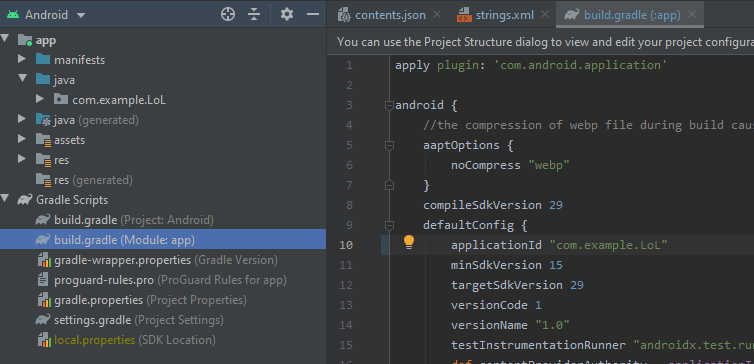 Android
app
manifests
java
com.example.LoL
java (generated)
assets
res
res (generated)
Gradle Scripts
build.gradle (Project: Android)
build.gradle (Module: app)
gradle-wrapper.properties (Gradle Version)
proguard-rules.pro (ProGuard Rules for app)
gradle.properties (Project Properties)
settings.gradle (Project Settings)
local.properties (SDK Location)
contents.json
strings.xml
build.gradle (:app)
You can use the Project Structure dialog to view and edit your project configura
1 apply plugin: 'com.android.application'
2
3 android {
4 //the compression of webp file during build cau
5 aaptOptions {
6 noCompress "webp"
7 }
8 compileSdkVersion 29
9 defaultConfig {
10 applicationId "com.example.LoL"
11 minSdkVersion 15
12 targetSdkVersion 29
13 versionCode 1
14 versionName "1.0"
15 testInstrumentationRunner "androidx.test.ru